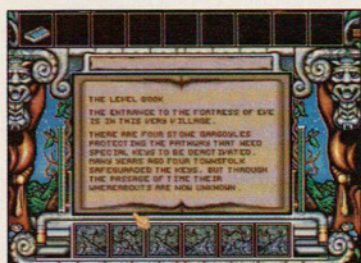 THE LEVEL BOOK
THE ENTRANCE TO THE FORTRESS OF EVE
IS IN THIS VERY VILLAGE.
THERE ARE FOUR STONE GARGOYLES
PROTECTING THE PATHWAY THAT NEED
SPECIAL KEYS TO BE DEACTIVATED.
MANY YEARS AGO FOUR TOWNSFOLK
SAFEGUARDED THE KEYS, BUT THROUGH
THE PASSAGE OF TIME THEIR
WHEREABOUTS ARE NOW UNKNOWN.